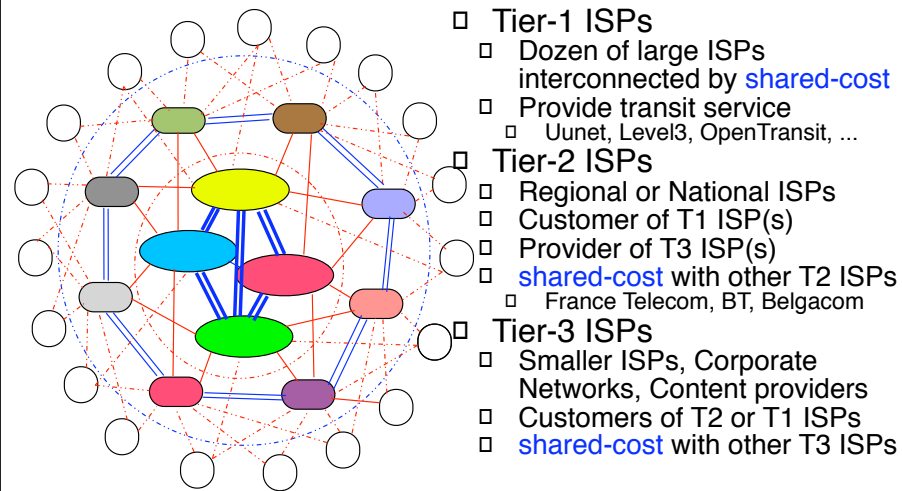 Tier-1 ISPs
Dozen of large ISPs
interconnected by shared-cost
Provide transit service
Uunet, Level3, OpenTransit, ...
Tier-2 ISPs
Regional or National ISPs
Customer of T1 ISP(s)
Provider of T3 ISP(s)
shared-cost with other T2 ISPs
France Telecom, BT, Belgacom
Tier-3 ISPs
Smaller ISPs, Corporate
Networks, Content providers
Customers of T2 or T1 ISPs
shared-cost with other T3 ISPs